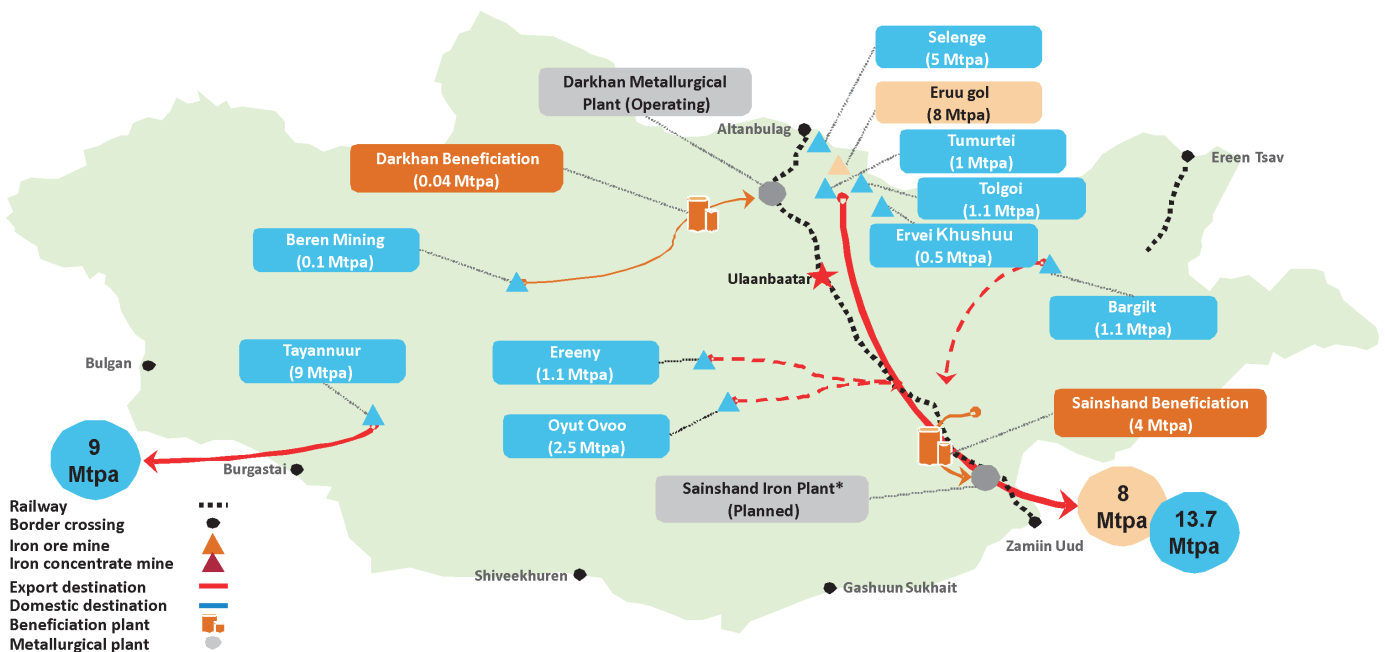 Selenge
(5 Mtpa)
Darkhan Metallurgical
Plant (Operating)
Eruu gol
(8 Mtpa)
Altanbulag
Tumurtei
(1 Mtpa)
Ereen Tsav
Darkhan Beneficiation
(0.04 Mtpa)
Tolgoi
(1.1 Mtpa)
Beren Mining
(0.1 Mtpa)
Ervei Khushuu
(0.5 Mtpa)
Ulaanbaatar
Bargilt
(1.1 Mtpa)
Bulgan
Tayannuur
(9 Mtpa)
Ereeny
(1.1 Mtpa)
Sainshand Beneficiation
(4 Mtpa)
Oyut Ovoo
(2.5 Mtpa)
9
Mtpa
Burgastai
Sainshand Iron Plant*
(Planned)
8
Mtpa
13.7
Mtpa
Zamiin Uud
Shiveekhuren
Gashuun Sukhait
Railway
Border crossing
Iron ore mine
Iron concentrate mine
Export destination
Domestic destination
Beneficiation plant
Metallurgical plant